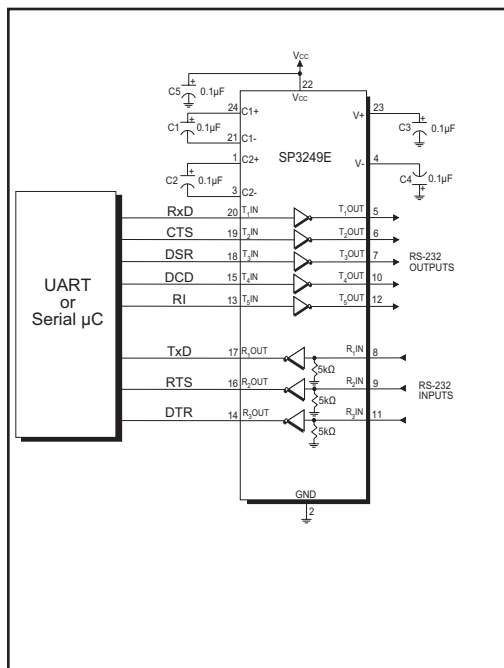 VCC
C5
+
0.1µF
22
VCC
24 C1+
C1
+
0.1µF
21 C1-
1 C2+
C2
+
0.1µF
3 C2-
SP3249E
V+ 23
C3
+
0.1µF
V- 4
C4
+
0.1µF
UART
or
Serial µC
RxD 20 T1IN T1OUT 5
CTS 19 T2IN T2OUT 6
DSR 18 T3IN T3OUT 7
DCD 15 T4IN T4OUT 10
RI 13 T5IN T5OUT 12
RS-232
OUTPUTS
TxD 17 R1OUT R1IN 8
5kΩ
RTS 16 R2OUT R2IN 9
5kΩ
DTR 14 R3OUT R3IN 11
5kΩ
RS-232
INPUTS
GND
2